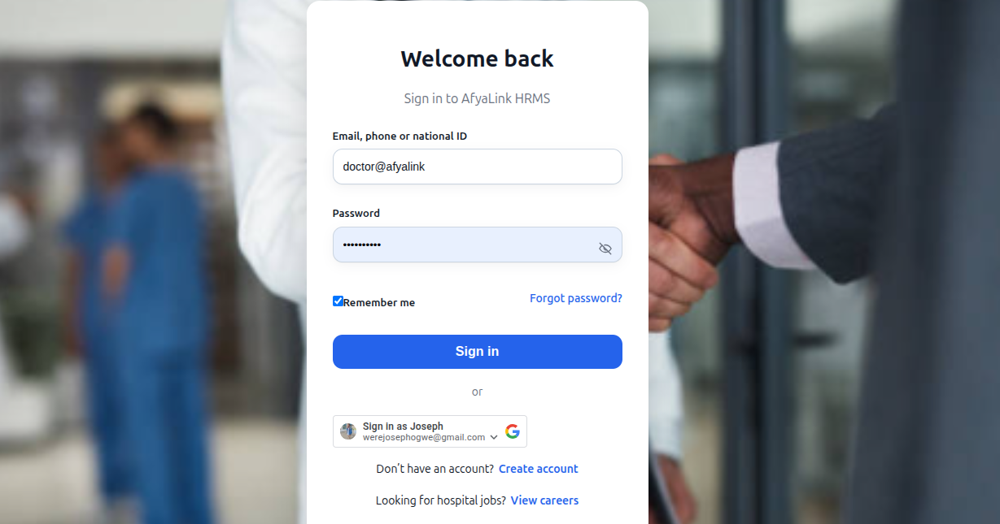 Welcome back
Sign in to AfyaLink HRMS
Email, phone or national ID
doctor@afyalink
Password
••••••••••
Remember me
Forgot password?
Sign in
or
Sign in as Joseph
werejosephogwe@gmail.com
Don’t have an account? Create account
Looking for hospital jobs? View careers